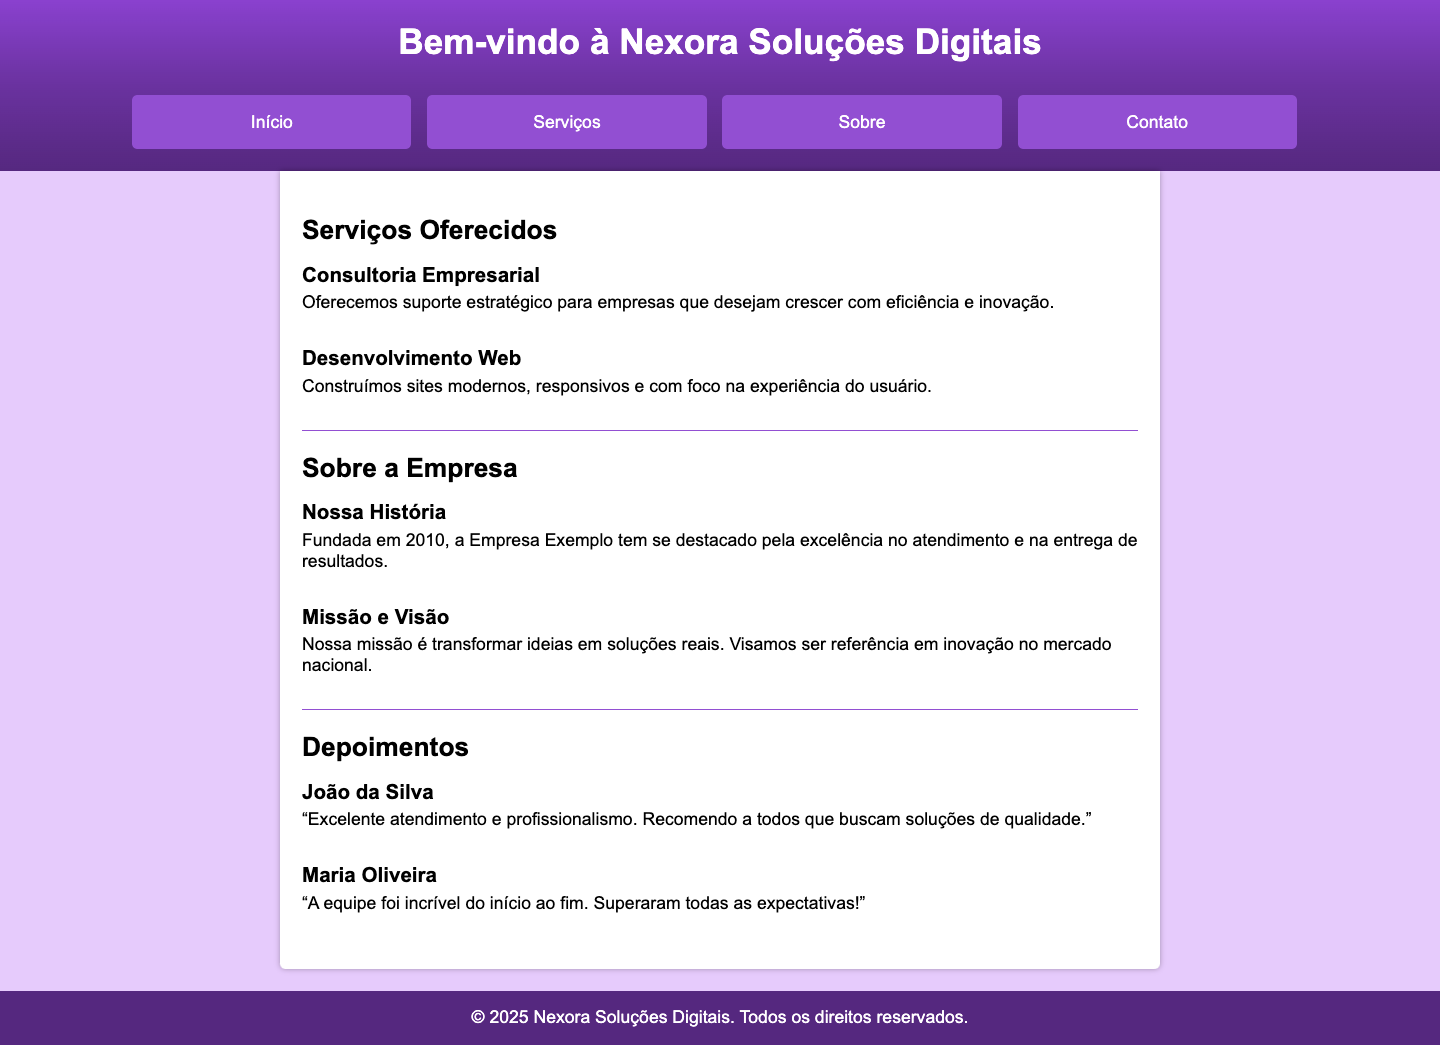 Bem-vindo à Nexora Soluções Digitais
Início
Serviços
Sobre
Contato
Serviços Oferecidos
Consultoria Empresarial
Oferecemos suporte estratégico para empresas que desejam crescer com eficiência e inovação.
Desenvolvimento Web
Construímos sites modernos, responsivos e com foco na experiência do usuário.
Sobre a Empresa
Nossa História
Fundada em 2010, a Empresa Exemplo tem se destacado pela excelência no atendimento e na entrega de
resultados.
Missão e Visão
Nossa missão é transformar ideias em soluções reais. Visamos ser referência em inovação no mercado
nacional.
Depoimentos
João da Silva
“Excelente atendimento e profissionalismo. Recomendo a todos que buscam soluções de qualidade.”
Maria Oliveira
“A equipe foi incrível do início ao fim. Superaram todas as expectativas!”
© 2025 Nexora Soluções Digitais. Todos os direitos reservados.